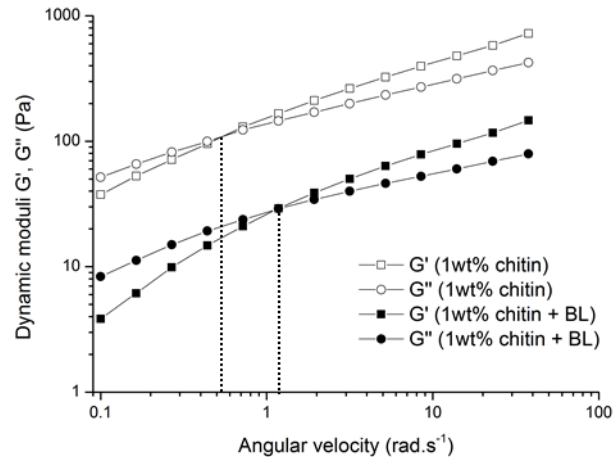 1000
100
10
1
0.1
1
10
100
Dynamic moduli G', G" (Pa)
Angular velocity (rad.s⁻¹)
G' (1wt% chitin)
G" (1wt% chitin)
G' (1wt% chitin + BL)
G" (1wt% chitin + BL)